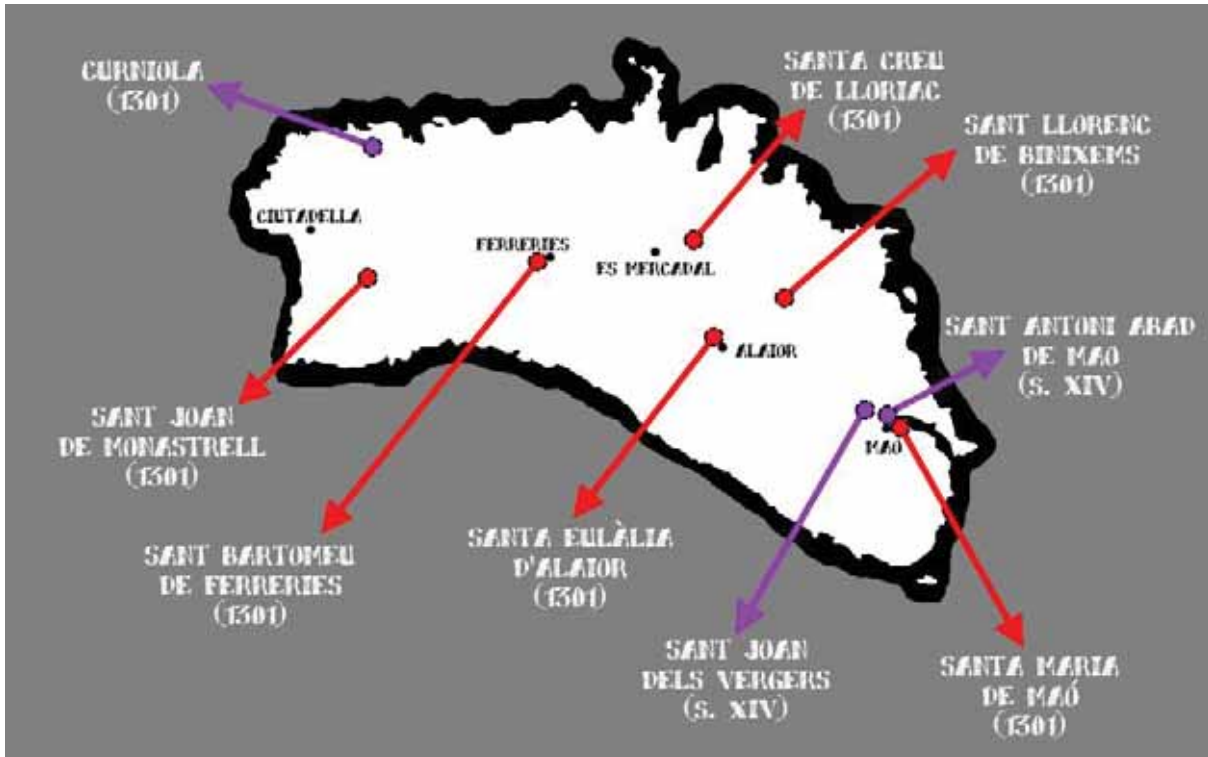 CURNIOLA
(1301)
SANTA CREU
DE LLORIAC
(1301)
SANT LLORENC
DE BINIXEMS
(1301)
CIUTADELLA
FERRERIES
ES MERCADAL
ALAIOR
MAÓ
SANT ANTONI ABAD
DE MAO
(S. XIV)
SANT JOAN
DE MONASTRELL
(1301)
SANT BARTOMEU
DE FERRERIES
(1301)
SANTA EULÀLIA
D'ALAIOR
(1301)
SANT JOAN
DELS VERGERS
(S. XIV)
SANTA MARIA
DE MAÓ
(1301)